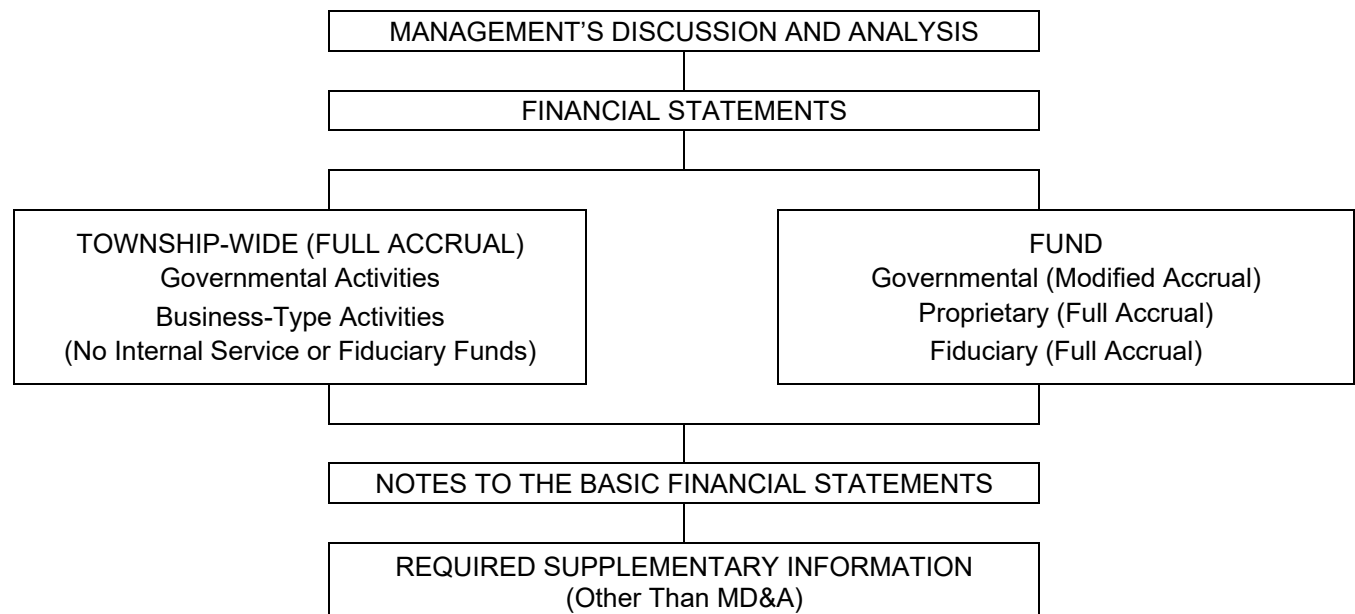 MANAGEMENT’S DISCUSSION AND ANALYSIS
FINANCIAL STATEMENTS
TOWNSHIP-WIDE (FULL ACCRUAL)
Governmental Activities
Business-Type Activities
(No Internal Service or Fiduciary Funds)
FUND
Governmental (Modified Accrual)
Proprietary (Full Accrual)
Fiduciary (Full Accrual)
NOTES TO THE BASIC FINANCIAL STATEMENTS
REQUIRED SUPPLEMENTARY INFORMATION
(Other Than MD&A)